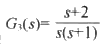 G₃(s)= s+2 / s(s+1)